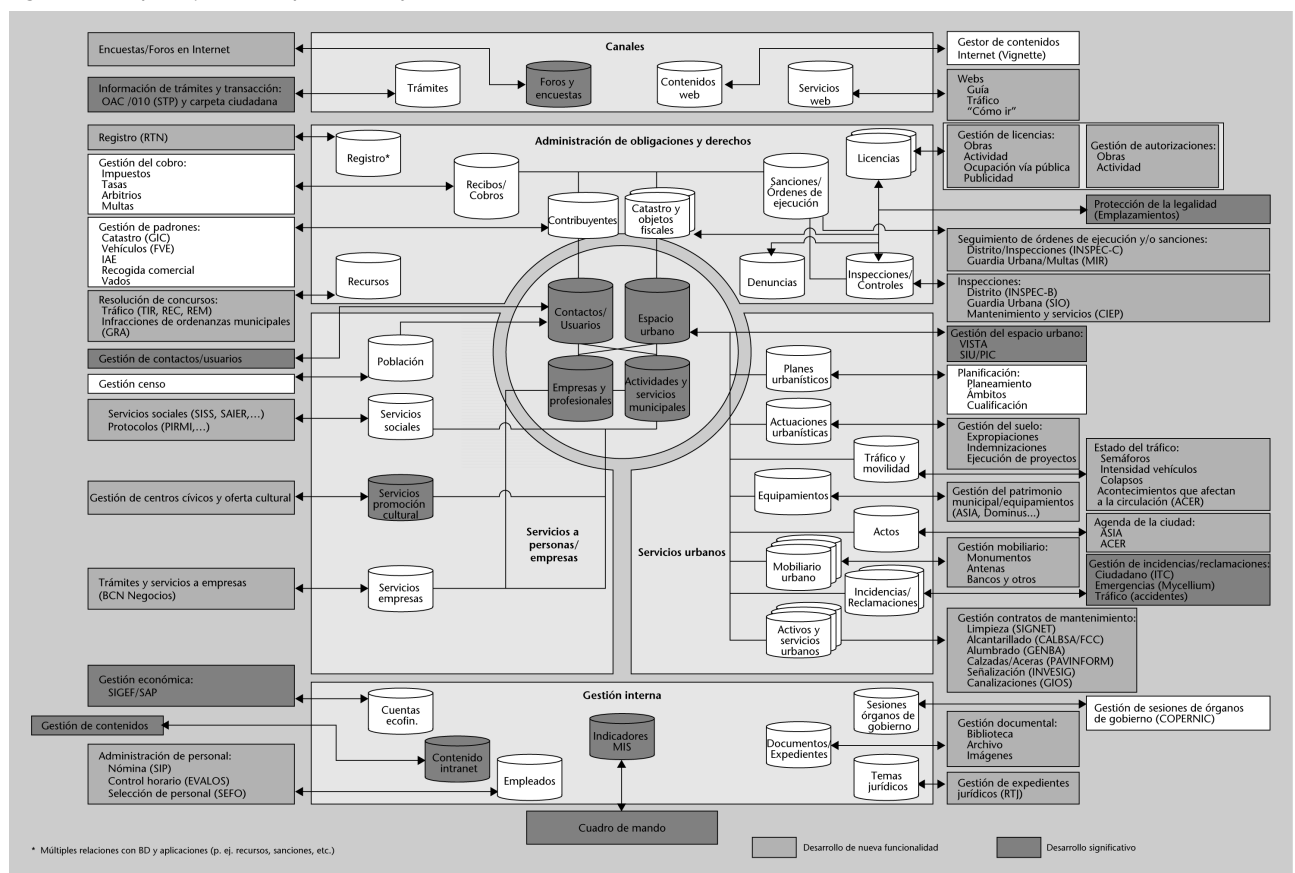 Canales
Encuestas/Foros en Internet
Información de trámites y transacción:
OAC /010 (STP) y carpeta ciudadana
Trámites
Foros y
encuestas
Contenidos
web
Servicios
web
Gestor de contenidos
Internet (Vignette)
Webs
Guía
Tráfico
“Cómo ir”
Administración de obligaciones y derechos
Registro (RTN)
Gestión del cobro:
Impuestos
Tasas
Arbitrios
Multas
Gestión de padrones:
Catastro (GIC)
Vehículos (FVE)
IAE
Recogida comercial
Vados
Resolución de concursos:
Tráfico (TIR, REC, REM)
Infracciones de ordenanzas municipales
(GRA)
Gestión de contactos/usuarios
Gestión censo
Servicios sociales (SISS, SAIER,...)
Protocolos (PIRMI,...)
Gestión de centros cívicos y oferta cultural
Trámites y servicios a empresas
(BCN Negocios)
Registro*
Recibos/
Cobros
Contribuyentes
Catastro y
objetos
fiscales
Sanciones/
Órdenes de
ejecución
Licencias
Recursos
Denuncias
Inspecciones/
Controles
Gestión de licencias:
Obras
Actividad
Ocupación vía pública
Publicidad
Gestión de autorizaciones:
Obras
Actividad
Protección de la legalidad
(Emplazamientos)
Seguimiento de órdenes de ejecución y/o sanciones:
Distrito/Inspecciones (INSPEC-C)
Guardia Urbana/Multas (MIR)
Inspecciones:
Distrito (INSPEC-B)
Guardia Urbana (SIO)
Mantenimiento y servicios (CIEP)
Contactos/
Usuarios
Espacio
urbano
Empresas y
profesionales
Actividades y
servicios
municipales
Población
Servicios
sociales
Servicios
promoción
cultural
Servicios
empresas
Servicios a
personas/
empresas
Servicios urbanos
Planes
urbanísticos
Actuaciones
urbanísticas
Tráfico y
movilidad
Equipamientos
Actos
Mobiliario
urbano
Incidencias/
Reclamaciones
Activos y
servicios
urbanos
Gestión del espacio urbano:
VISTA
SIU/PIC
Planificación:
Planeamiento
Ámbitos
Cualificación
Gestión del suelo:
Expropiaciones
Indemnizaciones
Ejecución de proyectos
Estado del tráfico:
Semáforos
Intensidad vehículos
Colapsos
Acontecimientos que afectan
a la circulación (ACER)
Gestión del patrimonio
municipal/equipamientos
(ASIA, Dominus...)
Agenda de la ciudad:
ASIA
ACER
Gestión mobiliario:
Monumentos
Antenas
Bancos y otros
Gestión de incidencias/reclamaciones:
Ciudadano (ITC)
Emergencias (Mycellium)
Tráfico (accidentes)
Gestión contratos de mantenimiento:
Limpieza (SIGNET)
Alcantarillado (CALBSA/FCC)
Alumbrado (GENBA)
Calzadas/Aceras (PAVINFORM)
Señalización (INVESIG)
Canalizaciones (GIOS)
Gestión interna
Gestión económica:
SIGEF/SAP
Gestión de contenidos
Administración de personal:
Nómina (SIP)
Control horario (EVALOS)
Selección de personal (SEFO)
Cuentas
ecofin.
Contenido
intranet
Empleados
Indicadores
MIS
Documentos/
Expedientes
Sesiones
órganos de
gobierno
Temas
jurídicos
Gestión de sesiones de órganos
de gobierno (COPERNIC)
Gestión documental:
Biblioteca
Archivo
Imágenes
Gestión de expedientes
jurídicos (RTJ)
Cuadro de mando
* Múltiples relaciones con BD y aplicaciones (p. ej. recursos, sanciones, etc.)
Desarrollo de nueva funcionalidad
Desarrollo significativo